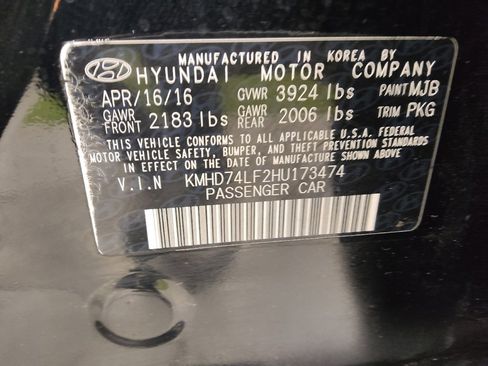 MANUFACTURED IN KOREA BY
HYUNDAI MOTOR COMPANY
APR/16/16 GVWR 3924 lbs PAINT MJB
GAWR FRONT 2183 lbs GAWR REAR 2006 lbs TRIM PKG
THIS VEHICLE CONFORMS TO ALL APPLICABLE U.S.A. FEDERAL
MOTOR VEHICLE SAFETY, BUMPER, AND THEFT PREVENTION STANDARDS
IN EFFECT ON THE DATE OF MANUFACTURE SHOWN ABOVE.
V.I.N KMHD74LF2HU173474
PASSENGER CAR